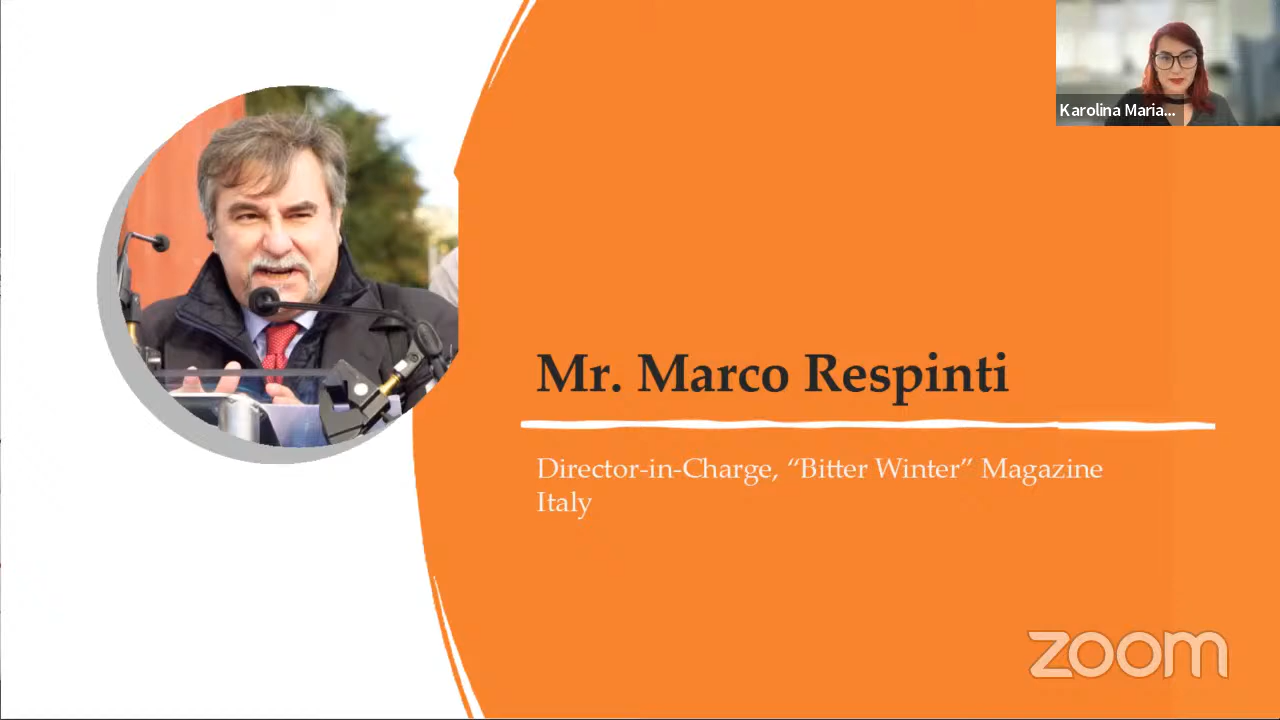 Karolina Maria...
Mr. Marco Respinti
Director-in-Charge, “Bitter Winter” Magazine
Italy
zoom